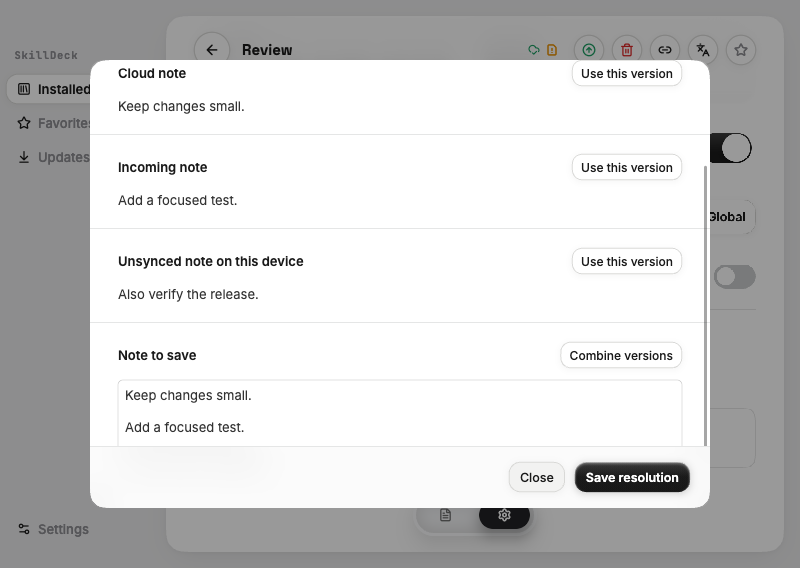 SkillDeck
Review
Installed
Favorites
Updates
Cloud note
Use this version
Keep changes small.
Incoming note
Use this version
Add a focused test.
Global
Unsynced note on this device
Use this version
Also verify the release.
Note to save
Combine versions
Keep changes small.
Add a focused test.
Close
Save resolution
Settings